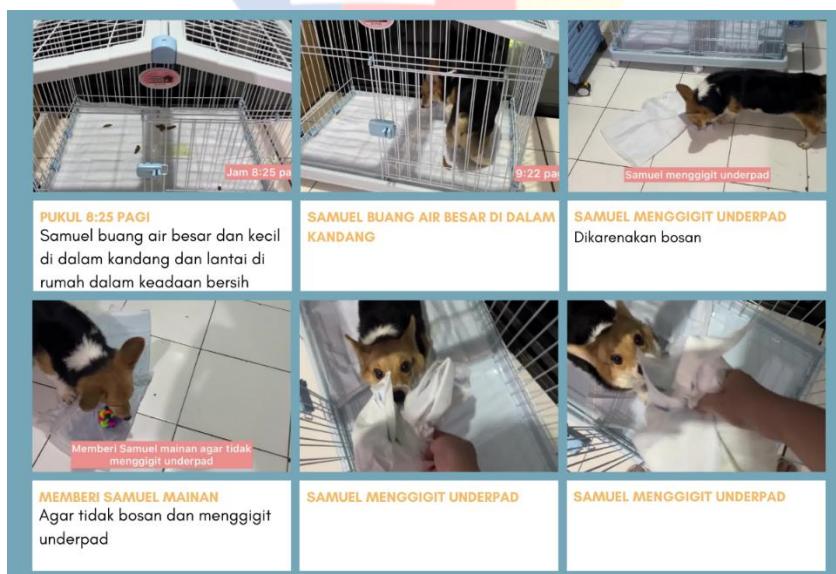 Jam 8:25 pa
9:22 pa
Samuel menggigit underpad
PUKUL 8:25 PAGI
Samuel buang air besar dan kecil
di dalam kandang dan lantai di
rumah dalam keadaan bersih
SAMUEL BUANG AIR BESAR DI DALAM
KANDANG
SAMUEL MENGGIGIT UNDERPAD
Dikarenakan bosan
Memberi Samuel mainan agar tidak
menggigit underpad
MEMBERI SAMUEL MAINAN
Agar tidak bosan dan menggigit
underpad
SAMUEL MENGGIGIT UNDERPAD
SAMUEL MENGGIGIT UNDERPAD